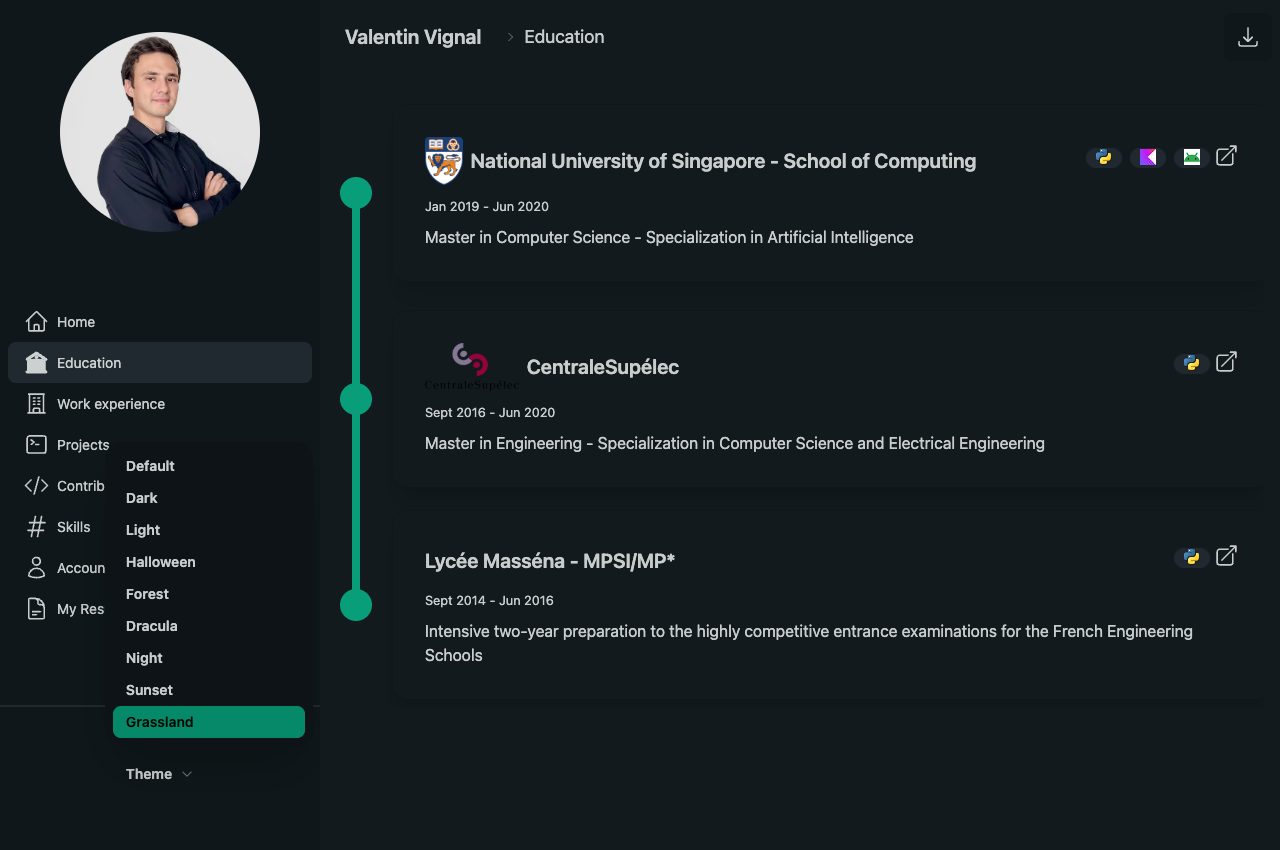 Valentin Vignal
Education
Home
Education
Work experience
Projects
Contrib
Skills
Accoun
My Res
Default
Dark
Light
Halloween
Forest
Dracula
Night
Sunset
Grassland
Theme
National University of Singapore - School of Computing
Jan 2019 - Jun 2020
Master in Computer Science - Specialization in Artificial Intelligence
CentraleSupélec
CentraleSupélec
Sept 2016 - Jun 2020
Master in Engineering - Specialization in Computer Science and Electrical Engineering
Lycée Masséna - MPSI/MP*
Sept 2014 - Jun 2016
Intensive two-year preparation to the highly competitive entrance examinations for the French Engineering
Schools